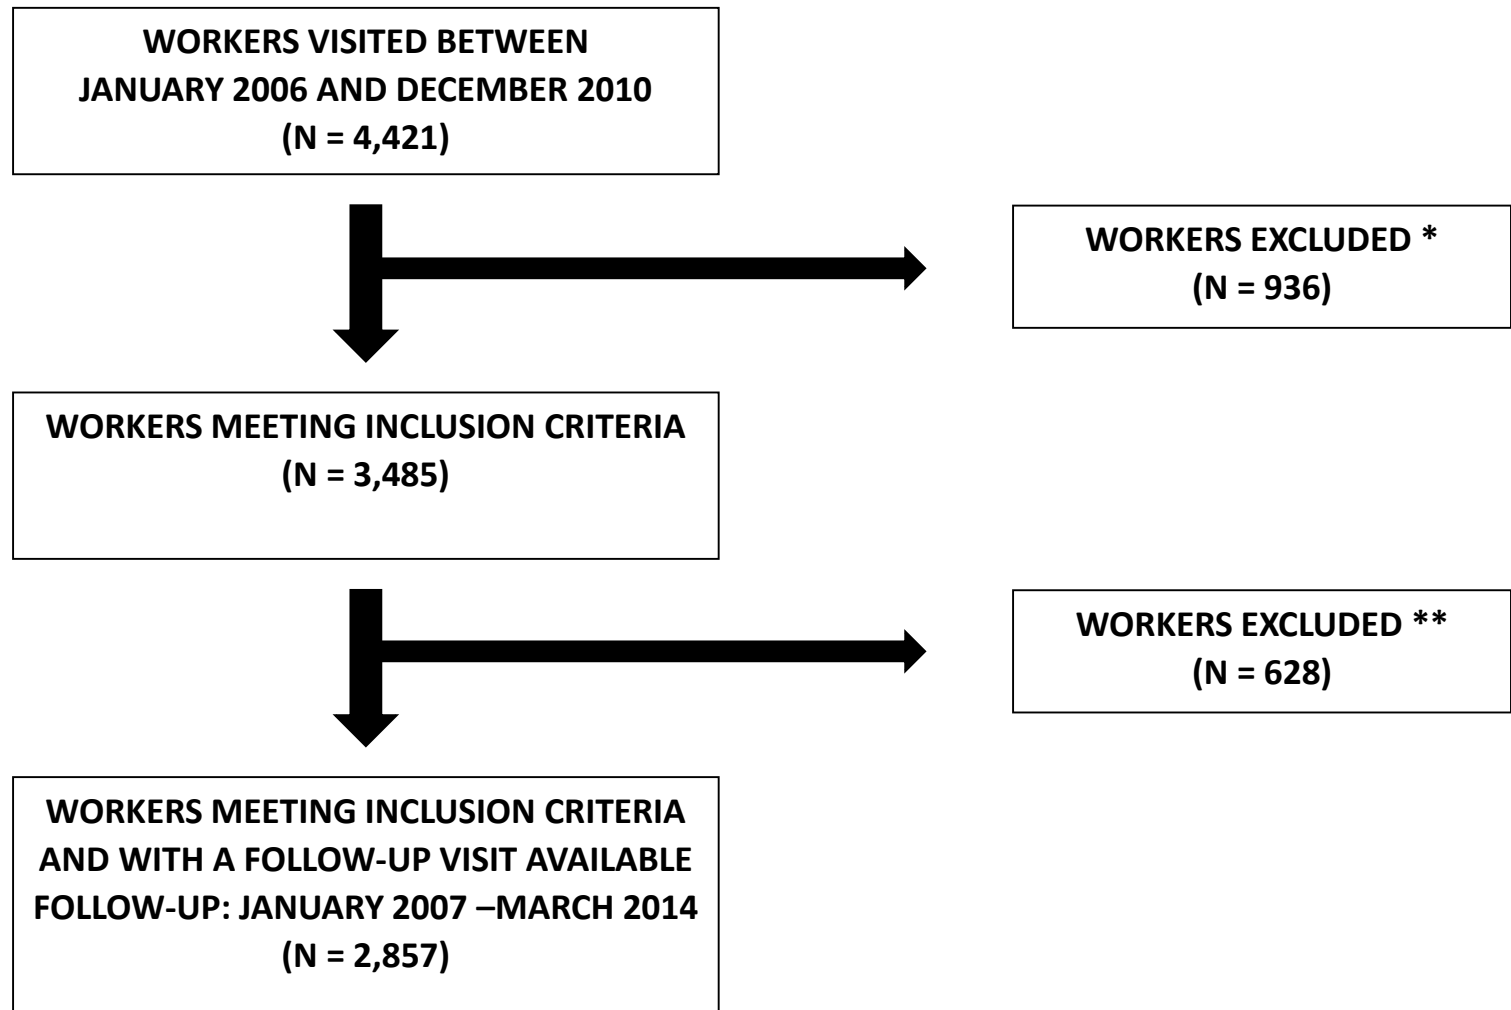 WORKERS VISITED BETWEEN
JANUARY 2006 AND DECEMBER 2010
(N = 4,421)
WORKERS EXCLUDED *
(N = 936)
WORKERS MEETING INCLUSION CRITERIA
(N = 3,485)
WORKERS EXCLUDED **
(N = 628)
WORKERS MEETING INCLUSION CRITERIA
AND WITH A FOLLOW-UP VISIT AVAILABLE
FOLLOW-UP: JANUARY 2007 –MARCH 2014
(N = 2,857)